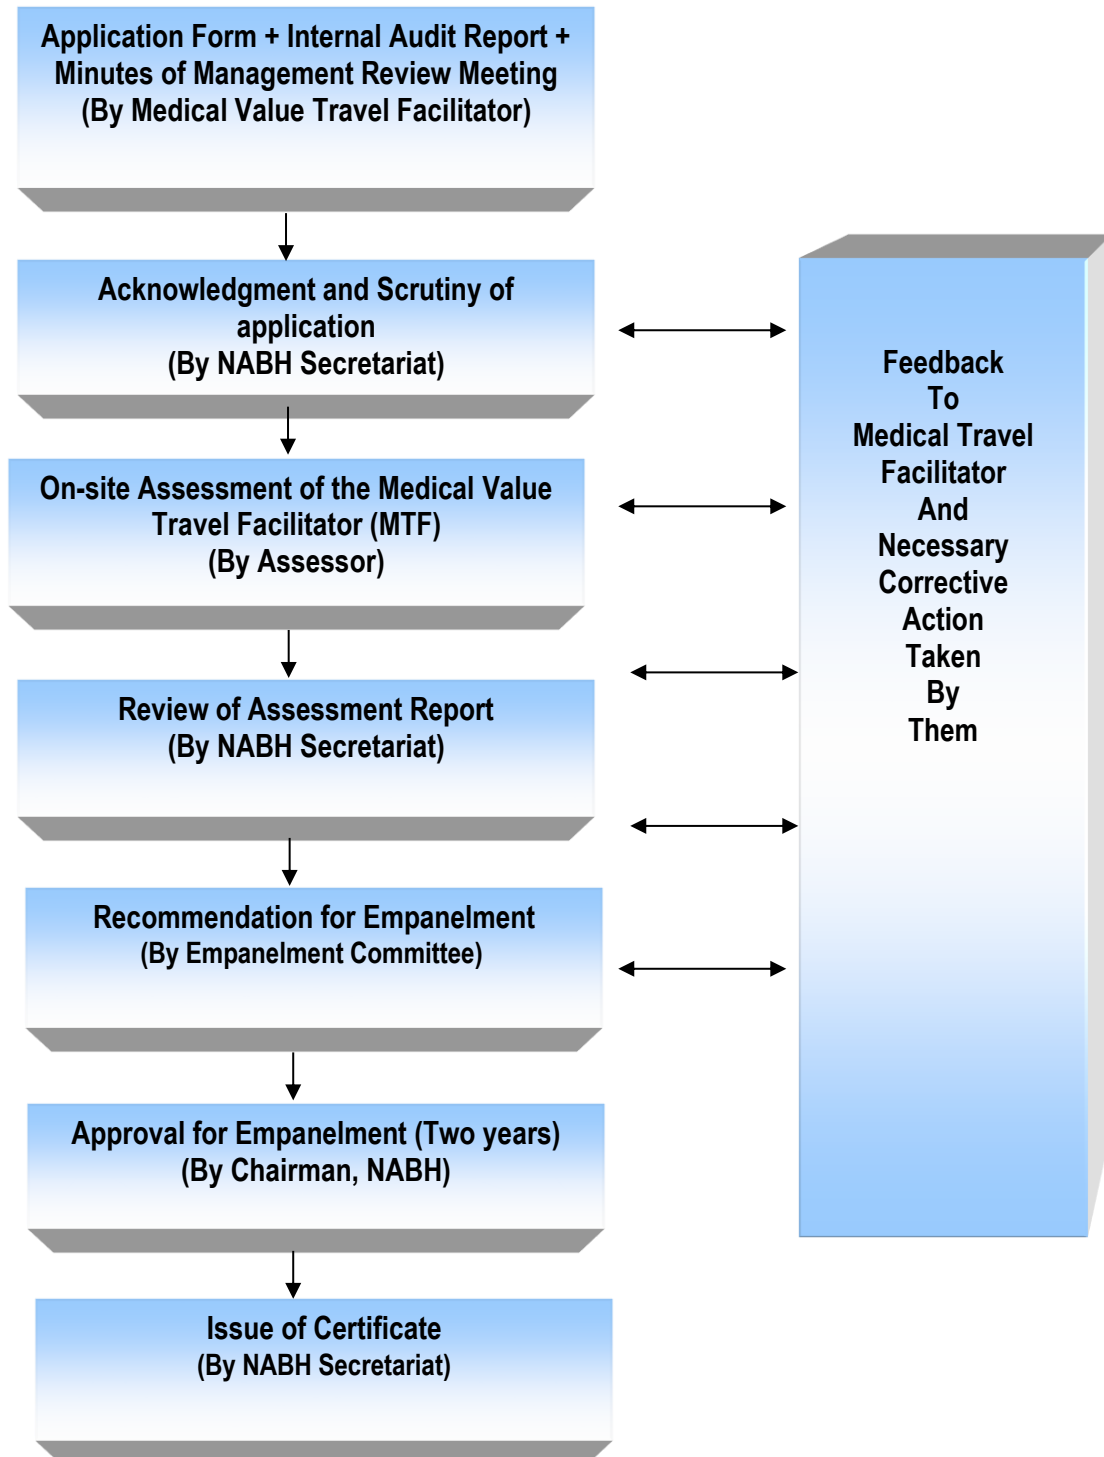 Application Form + Internal Audit Report +
Minutes of Management Review Meeting
(By Medical Value Travel Facilitator)
Acknowledgment and Scrutiny of
application
(By NABH Secretariat)
On-site Assessment of the Medical Value
Travel Facilitator (MTF)
(By Assessor)
Review of Assessment Report
(By NABH Secretariat)
Recommendation for Empanelment
(By Empanelment Committee)
Approval for Empanelment (Two years)
(By Chairman, NABH)
Issue of Certificate
(By NABH Secretariat)
Feedback
To
Medical Travel
Facilitator
And
Necessary
Corrective
Action
Taken
By
Them